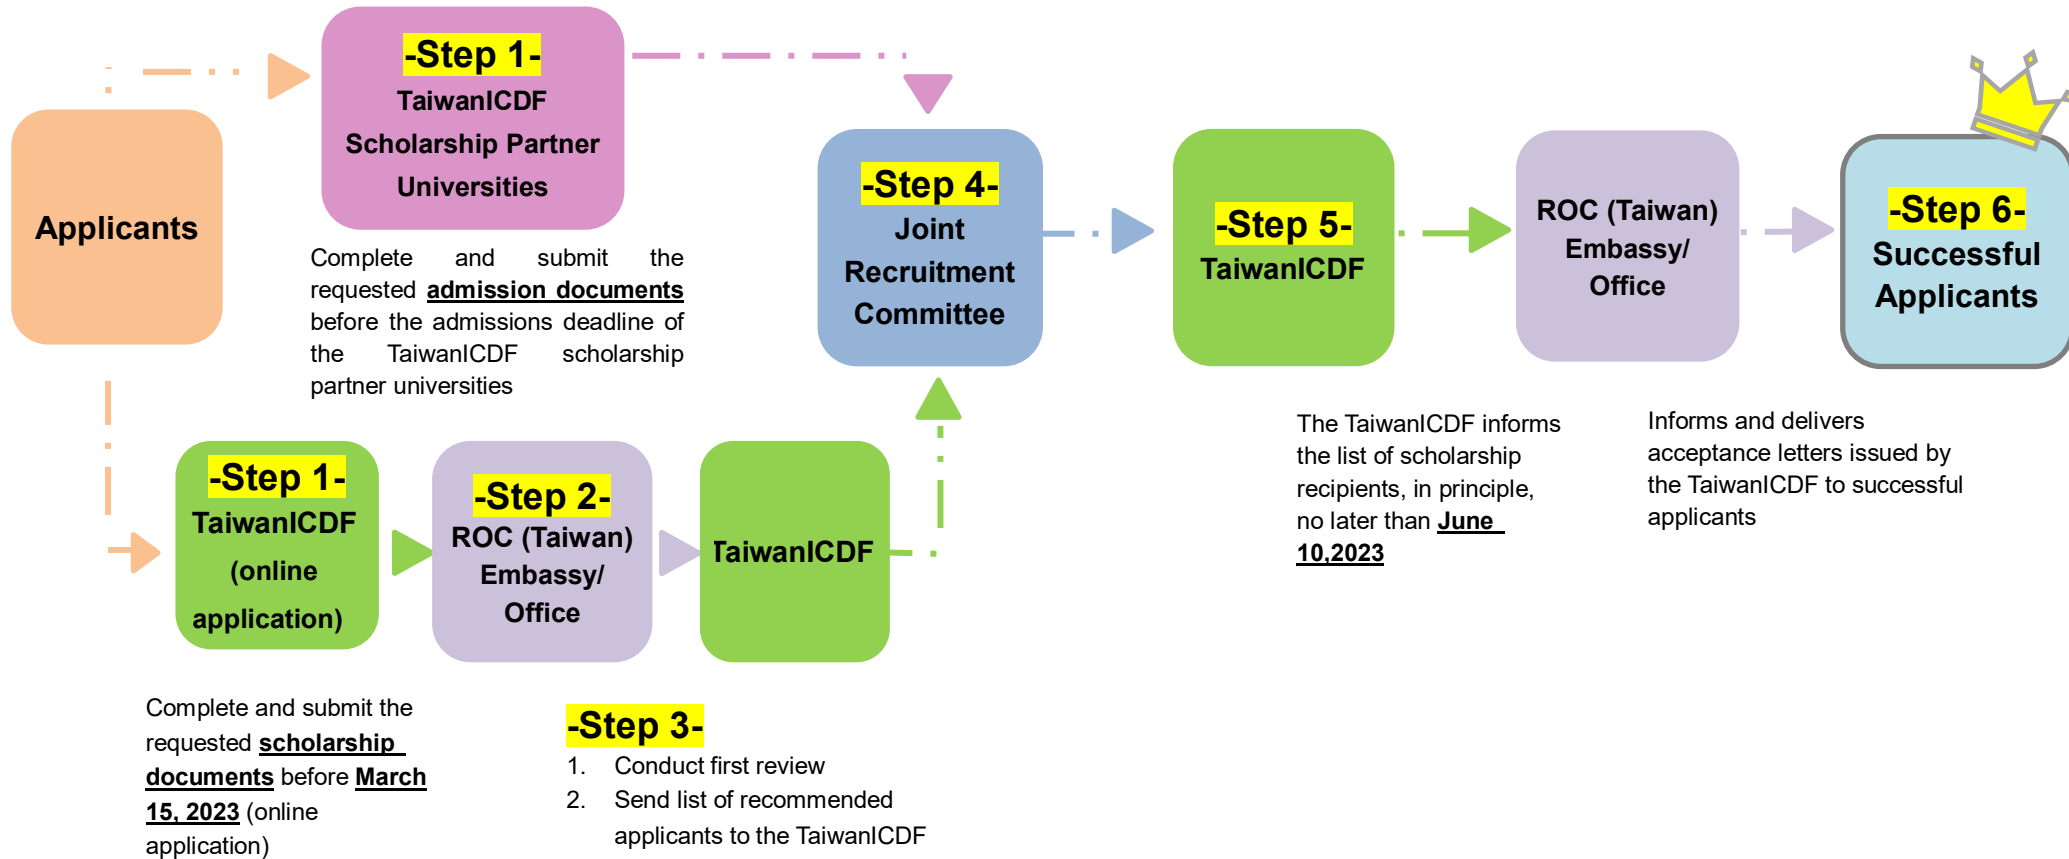 Applicants
-Step 1-
TaiwanICDF
Scholarship Partner
Universities
Complete and submit the
requested admission documents
before the admissions deadline of
the TaiwanICDF scholarship
partner universities
-Step 1-
TaiwanICDF
(online
application)
Complete and submit the
requested scholarship
documents before March
15, 2023 (online
application)
-Step 2-
ROC (Taiwan)
Embassy/
Office
-Step 3-
1. Conduct first review
2. Send list of recommended
applicants to the TaiwanICDF
TaiwanICDF
-Step 4-
Joint
Recruitment
Committee
-Step 5-
TaiwanICDF
The TaiwanICDF informs
the list of scholarship
recipients, in principle,
no later than June
10,2023
ROC (Taiwan)
Embassy/
Office
Informs and delivers
acceptance letters issued by
the TaiwanICDF to successful
applicants
-Step 6-
Successful
Applicants